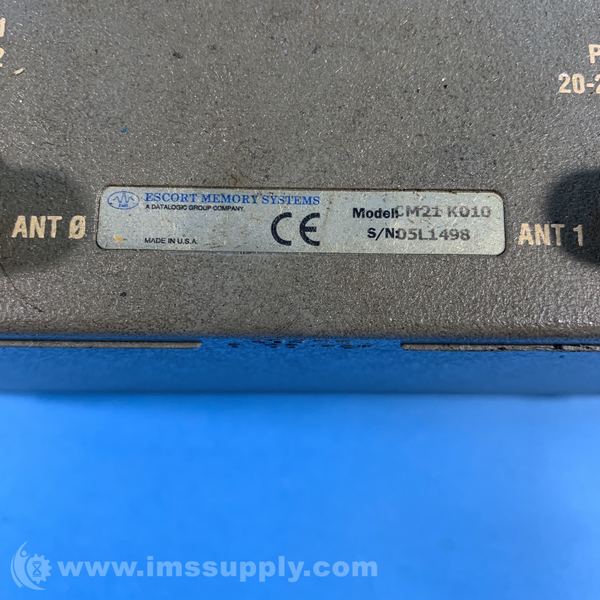 ESCORT MEMORY SYSTEMS
A DATALOGIC GROUP COMPANY
MADE IN U.S.A.
Model: CM21 K010
S/N: 05L1498
ANT Ø
ANT 1
2
P
20-2
www.imssupply.com